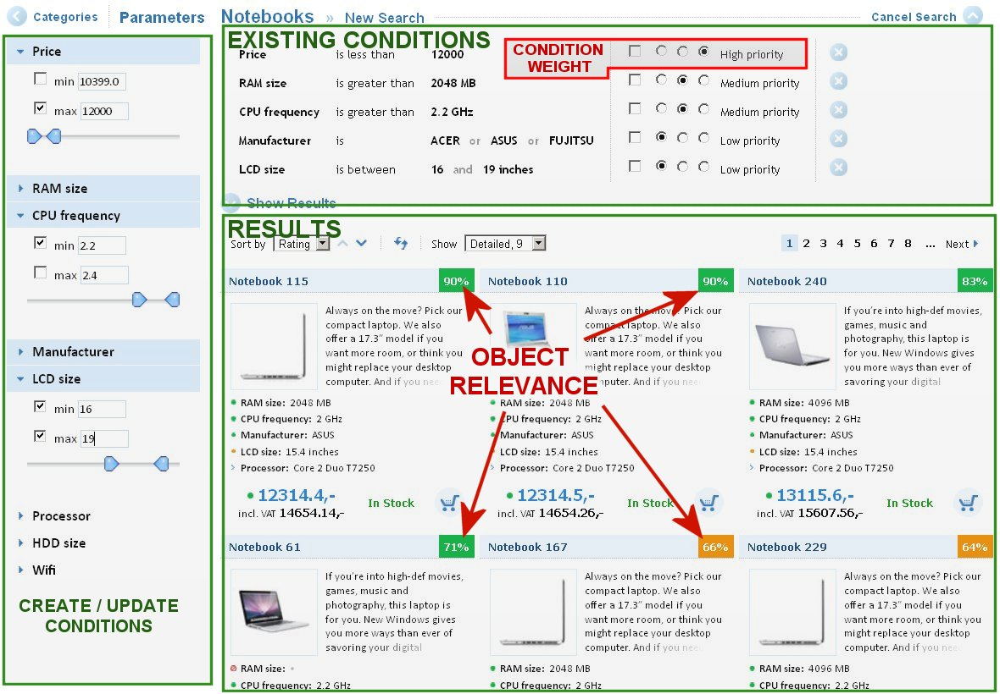 Categories Parameters Notebooks » New Search Cancel Search
EXISTING CONDITIONS
Price is less than 12000 CONDITION WEIGHT High priority
RAM size is greater than 2048 MB Medium priority
CPU frequency is greater than 2.2 GHz Medium priority
Manufacturer is ACER or ASUS or FUJITSU Low priority
LCD size is between 16 and 19 inches Low priority
Show Results
Price
min 10399.0
max 12000
RAM size
CPU frequency
min 2.2
max 2.4
Manufacturer
LCD size
min 16
max 19
Processor
HDD size
Wifi
CREATE / UPDATE
CONDITIONS
RESULTS
Sort by Rating Show Detailed, 9 1 2 3 4 5 6 7 8 ... Next
Notebook 115 90%
Always on the move? Pick our
compact laptop. We also
offer a 17.3" model if you
want more room, or think you
might replace your desktop
computer. And if you need
RAM size: 2048 MB
CPU frequency: 2 GHz
Manufacturer: ASUS
LCD size: 15.4 inches
Processor: Core 2 Duo T7250
12314.4,- In Stock
incl. VAT 14654.14,-
Notebook 110 90%
Always on the move? Pick our
compact laptop. We also
offer a 17.3" model if you
want more room, or think you
might replace your desktop
computer. And if you need
OBJECT
RELEVANCE
RAM size: 2048 MB
CPU frequency: 2 GHz
Manufacturer: ASUS
LCD size: 15.4 inches
Processor: Core 2 Duo T7250
12314.5,- In Stock
incl. VAT 14654.26,-
Notebook 240 83%
If you're into high-def movies,
games, music and
photography, this laptop is
for you. New Windows gives
you more ways than ever of
savoring your digital
RAM size: 4096 MB
CPU frequency: 2 GHz
Manufacturer: ASUS
LCD size: 15.4 inches
Processor: Core 2 Duo T7250
13115.6,- In Stock
incl. VAT 15607.56,-
Notebook 61 71%
If you're into high-def movies,
games, music and
photography, this laptop is
for you. New Windows gives
you more ways than ever of
savoring your digital
RAM size:
CPU frequency: 2.2 GHz
Notebook 167 66%
Always on the move? Pick our
compact laptop. We also
offer a 17.3" model if you
want more room, or think you
might replace your desktop
computer. And if you need
RAM size: 2048 MB
CPU frequency: 2 GHz
Notebook 229 64%
Always on the move? Pick our
compact laptop. We also
offer a 17.3" model if you
want more room, or think you
might replace your desktop
computer. And if you need
RAM size: 4096 MB
CPU frequency: 2.2 GHz